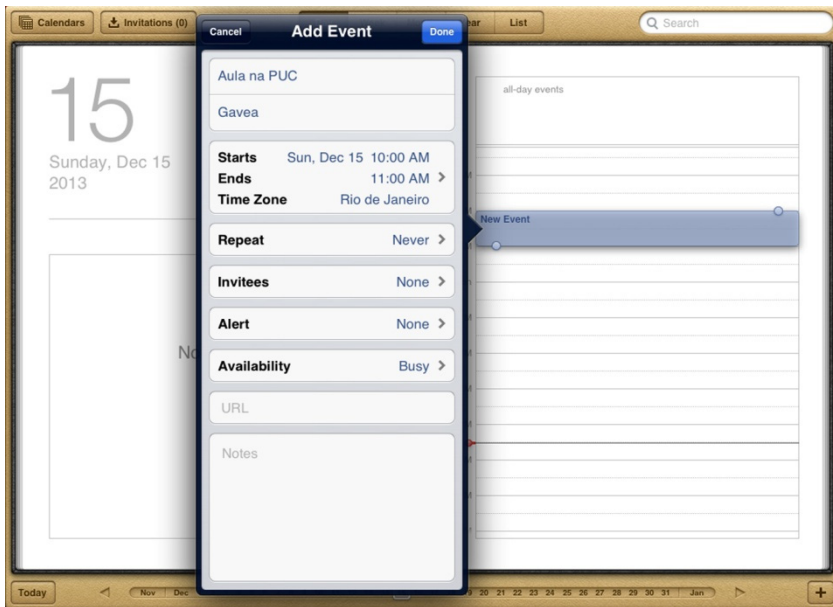 Calendars
Invitations (0)
List
Search
Cancel
Add Event
Done
Aula na PUC
Gavea
Starts Sun, Dec 15 10:00 AM
Ends 11:00 AM
Time Zone Rio de Janeiro
Repeat Never
Invitees None
Alert None
Availability Busy
URL
Notes
15
Sunday, Dec 15
2013
all-day events
New Event
Today
Nov Dec
20 21 22 23 24 25 26 27 28 29 30 31 Jan
+